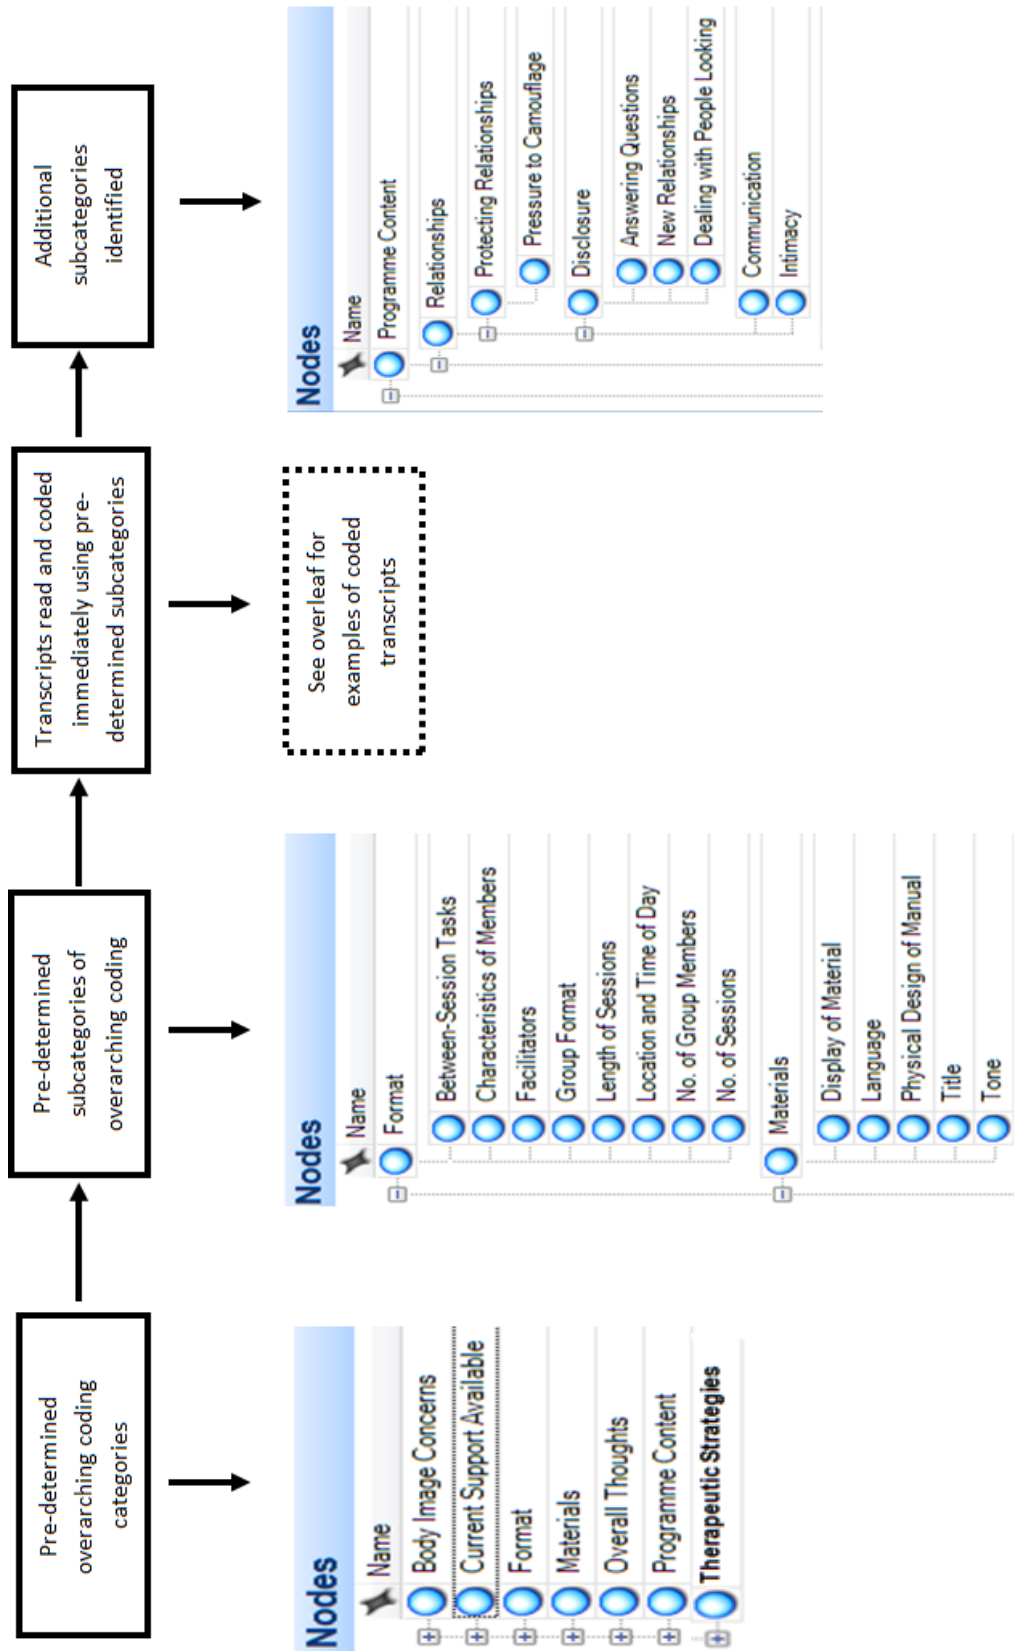 Pre-determined
overarching coding
categories
Pre-determined
subcategories of
overarching coding
Transcripts read and coded
immediately using pre-
determined subcategories
Additional
subcategories
identified
Nodes
Name
Body Image Concerns
Current Support Available
Format
Materials
Overall Thoughts
Programme Content
Therapeutic Strategies
Nodes
Name
Format
Between-Session Tasks
Characteristics of Members
Facilitators
Group Format
Length of Sessions
Location and Time of Day
No. of Group Members
No. of Sessions
Materials
Display of Material
Language
Physical Design of Manual
Title
Tone
See overleaf for
examples of coded
transcripts
Nodes
Name
Programme Content
Relationships
Protecting Relationships
Pressure to Camouflage
Disclosure
Answering Questions
New Relationships
Dealing with People Looking
Communication
Intimacy